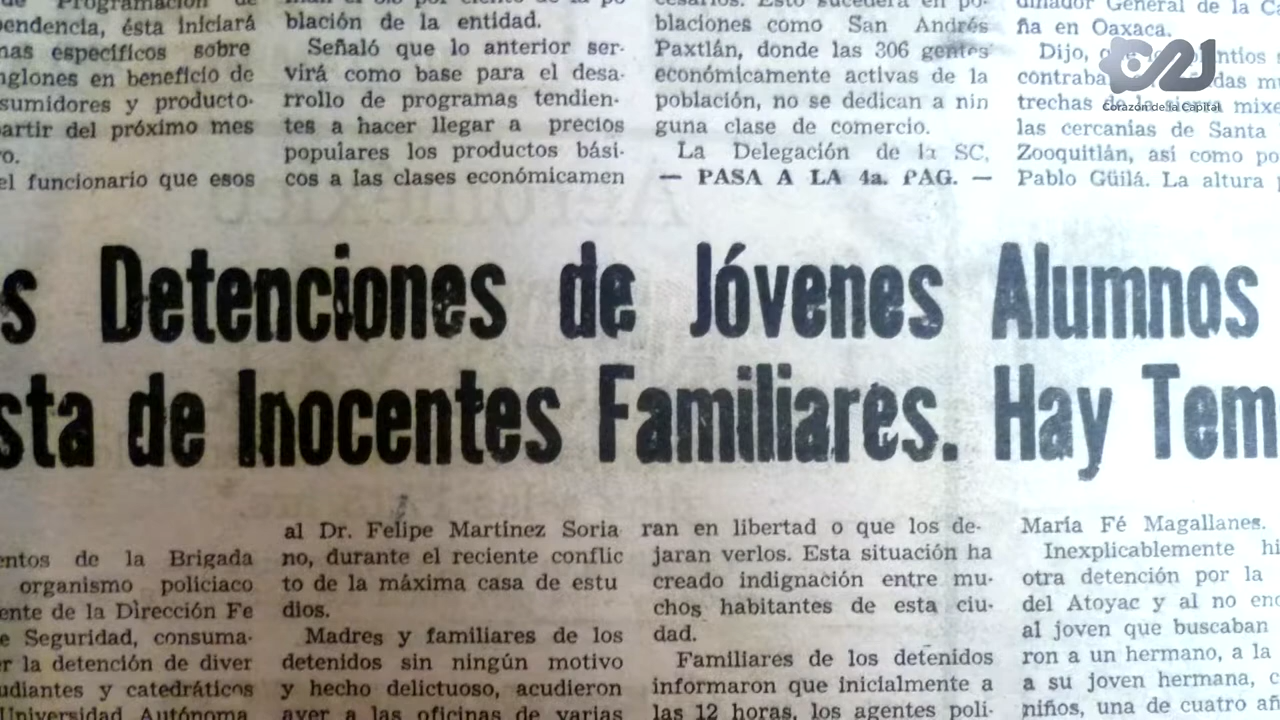 pendencia, ésta iniciará
mas específicos sobre
nglones en beneficio de
sumidores y producto-
partir del próximo mes
ro.
el funcionario que esos
blación de la entidad.
Señaló que lo anterior ser-
virá como base para el desa-
rrollo de programas tendien-
tes a hacer llegar a precios
populares los productos bási-
cos a las clases económicamen
blaciones como San Andrés
Paxtlán, donde las 306 gentes
económicamente activas de la
población, no se dedican a nin
guna clase de comercio.
La Delegación de la SC,
— PASA A LA 4a. PAG. —
dinador General de la Ca
ña en Oaxaca.
Dijo,
contraba
trechas de la
las cercanías de Santa
Zooquitlán, así como po
Pablo Güilá. La altura
Corazón de la Capital
s Detenciones de Jóvenes Alumnos
sta de Inocentes Familiares. Hay Tem
entos de la Brigada
organismo policiaco
ente de la Dirección Fe
e Seguridad, consuma-
er la detención de diver
udiantes y catedráticos
Universidad Autónoma
al Dr. Felipe Martínez Soria
no, durante el reciente conflic
to de la máxima casa de estu
dios.
Madres y familiares de los
detenidos sin ningún motivo
y hecho delictuoso, acudieron
ayer a las oficinas de varias
ran en libertad o que los de-
jaran verlos. Esta situación ha
creado indignación entre mu-
chos habitantes de esta ciu-
dad.
Familiares de los detenidos
informaron que inicialmente a
las 12 horas, los agentes poli-
María Fé Magallanes.
Inexplicablemente hi
otra detención por la
del Atoyac y al no enc
al joven que buscaban
ron a un hermano, a la
a su joven hermana, c
niños, una de cuatro añ